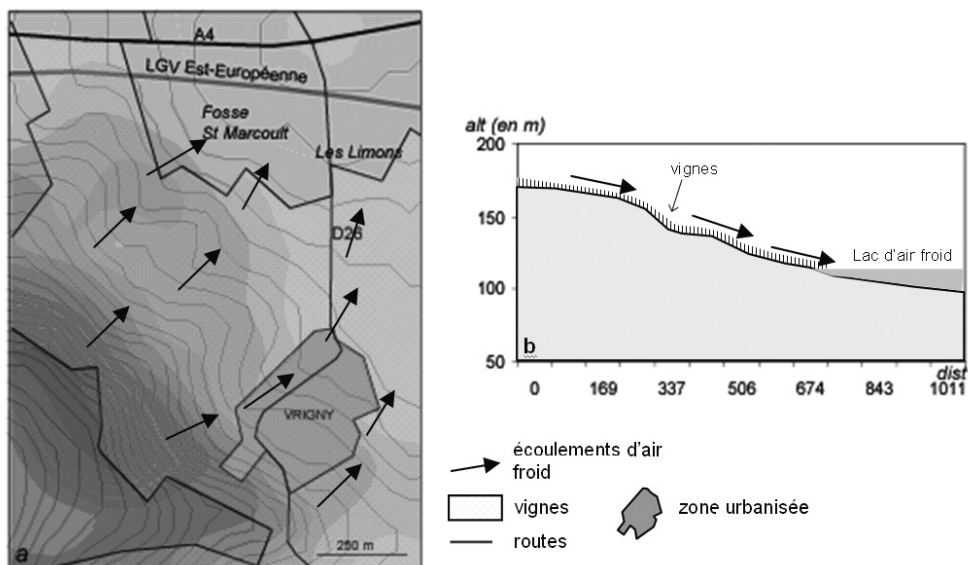 A4
LGV Est-Européenne
Fosse
St Marcoult
Les Limons
D26
VRIGNY
a
250 m
alt (en m)
200
150
100
50
vignes
Lac d'air froid
b
dist
0 169 337 506 674 843 1011
écoulements d'air
froid
vignes
zone urbanisée
routes